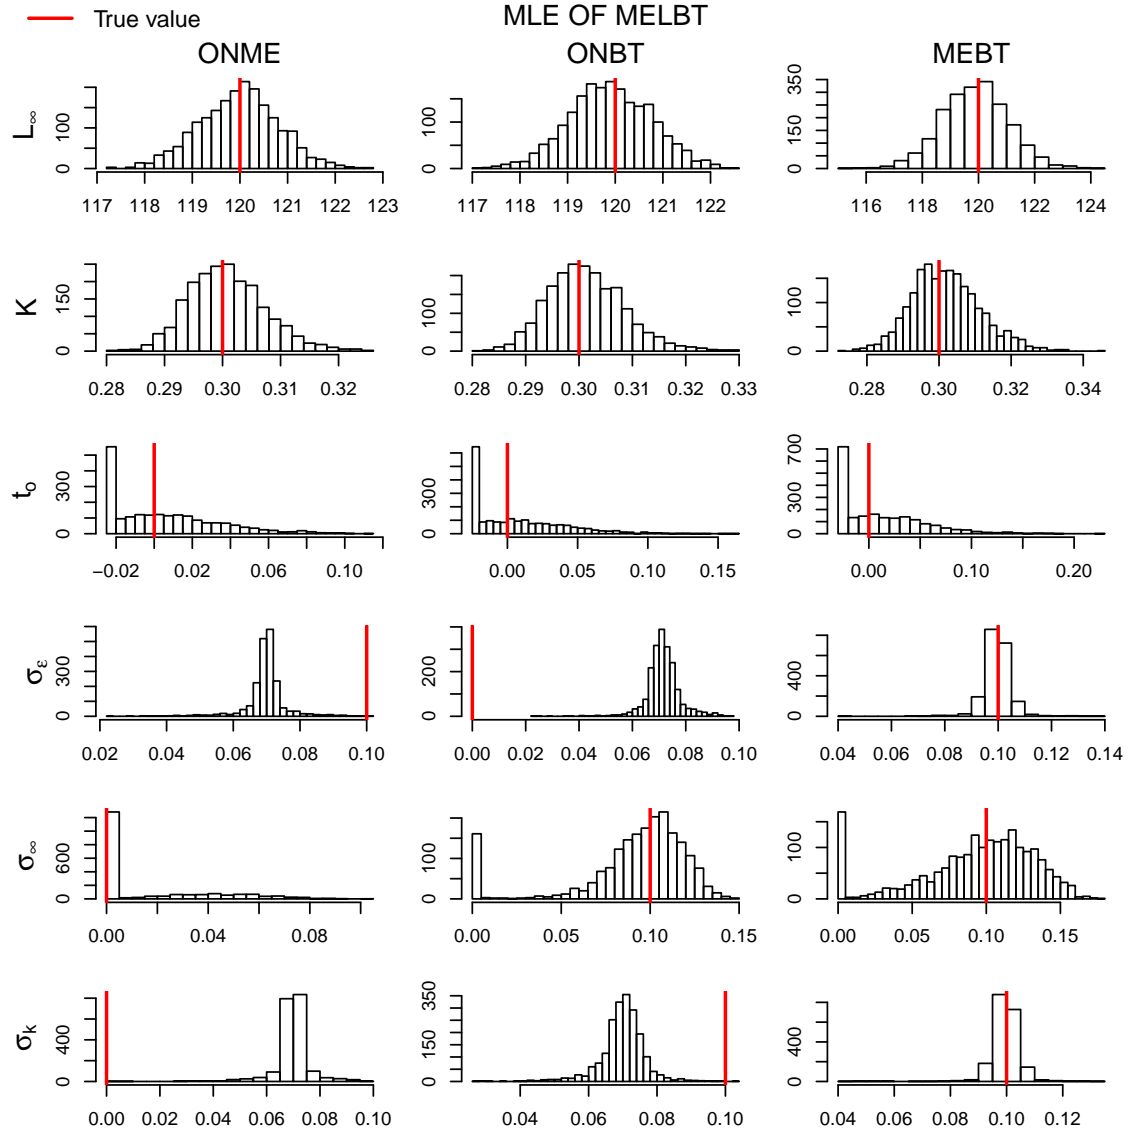 True value
MLE OF MELBT
ONME ONBT MEBT
L∞
0 100
117 118 119 120 121 122 123
0 100
117 118 119 120 121 122
0 150 350
116 118 120 122 124
K
0 150
0.28 0.29 0.30 0.31 0.32
0 100
0.28 0.29 0.30 0.31 0.32 0.33
0 100
0.28 0.30 0.32 0.34
to
0 300
−0.02 0.02 0.06 0.10
0 300
0.00 0.05 0.10 0.15
0 300 700
0.00 0.10 0.20
σε
0 300
0.02 0.04 0.06 0.08 0.10
0 200
0.00 0.02 0.04 0.06 0.08 0.10
0 400
0.04 0.06 0.08 0.10 0.12 0.14
σ∞
0 600
0.00 0.04 0.08
0 100
0.00 0.05 0.10 0.15
0 100
0.00 0.05 0.10 0.15
σk
0 400
0.00 0.02 0.04 0.06 0.08 0.10
0 150 350
0.04 0.06 0.08 0.10
0 400
0.04 0.06 0.08 0.10 0.12